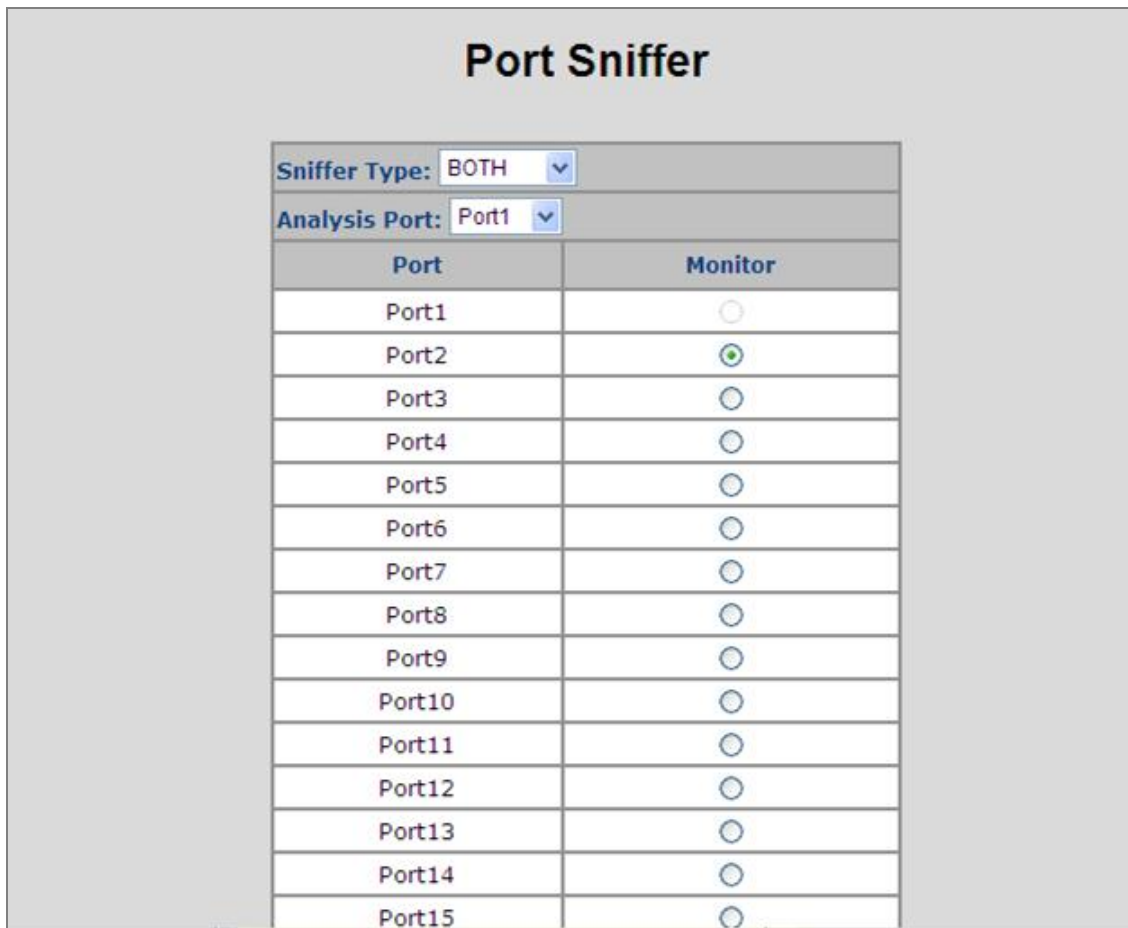 Port Sniffer
Sniffer Type: BOTH
Analysis Port: Port1
Port Monitor
Port1
Port2
Port3
Port4
Port5
Port6
Port7
Port8
Port9
Port10
Port11
Port12
Port13
Port14
Port15